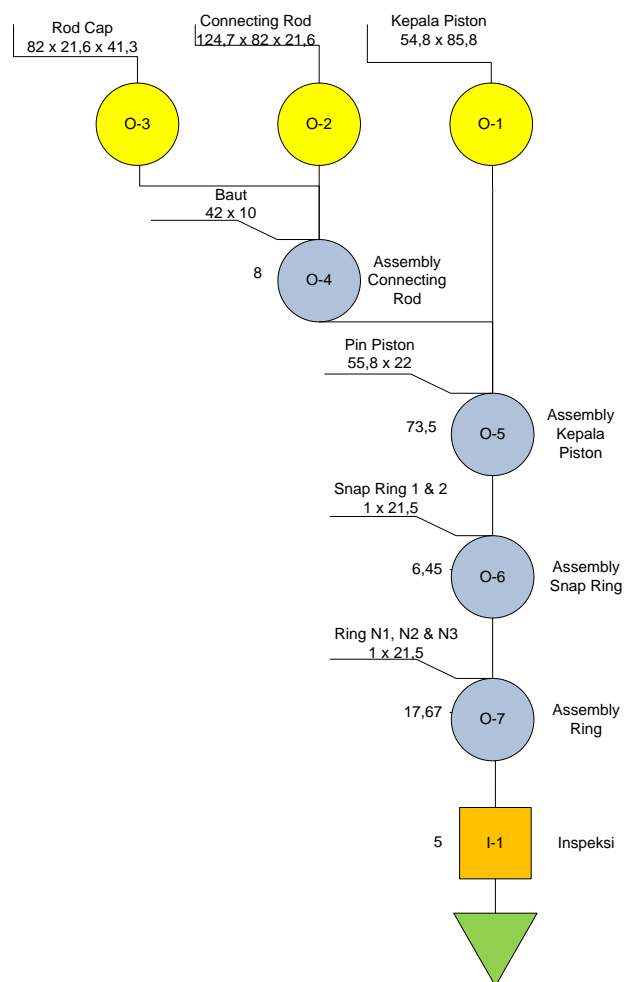 Rod Cap
82 x 21,6 x 41,3
Connecting Rod
124,7 x 82 x 21,6
Kepala Piston
54,8 x 85,8
O-3
O-2
O-1
Baut
42 x 10
8
O-4
Assembly
Connecting
Rod
Pin Piston
55,8 x 22
73,5
O-5
Assembly
Kepala
Piston
Snap Ring 1 & 2
1 x 21,5
6,45
O-6
Assembly
Snap Ring
Ring N1, N2 & N3
1 x 21,5
17,67
O-7
Assembly
Ring
5
I-1
Inspeksi